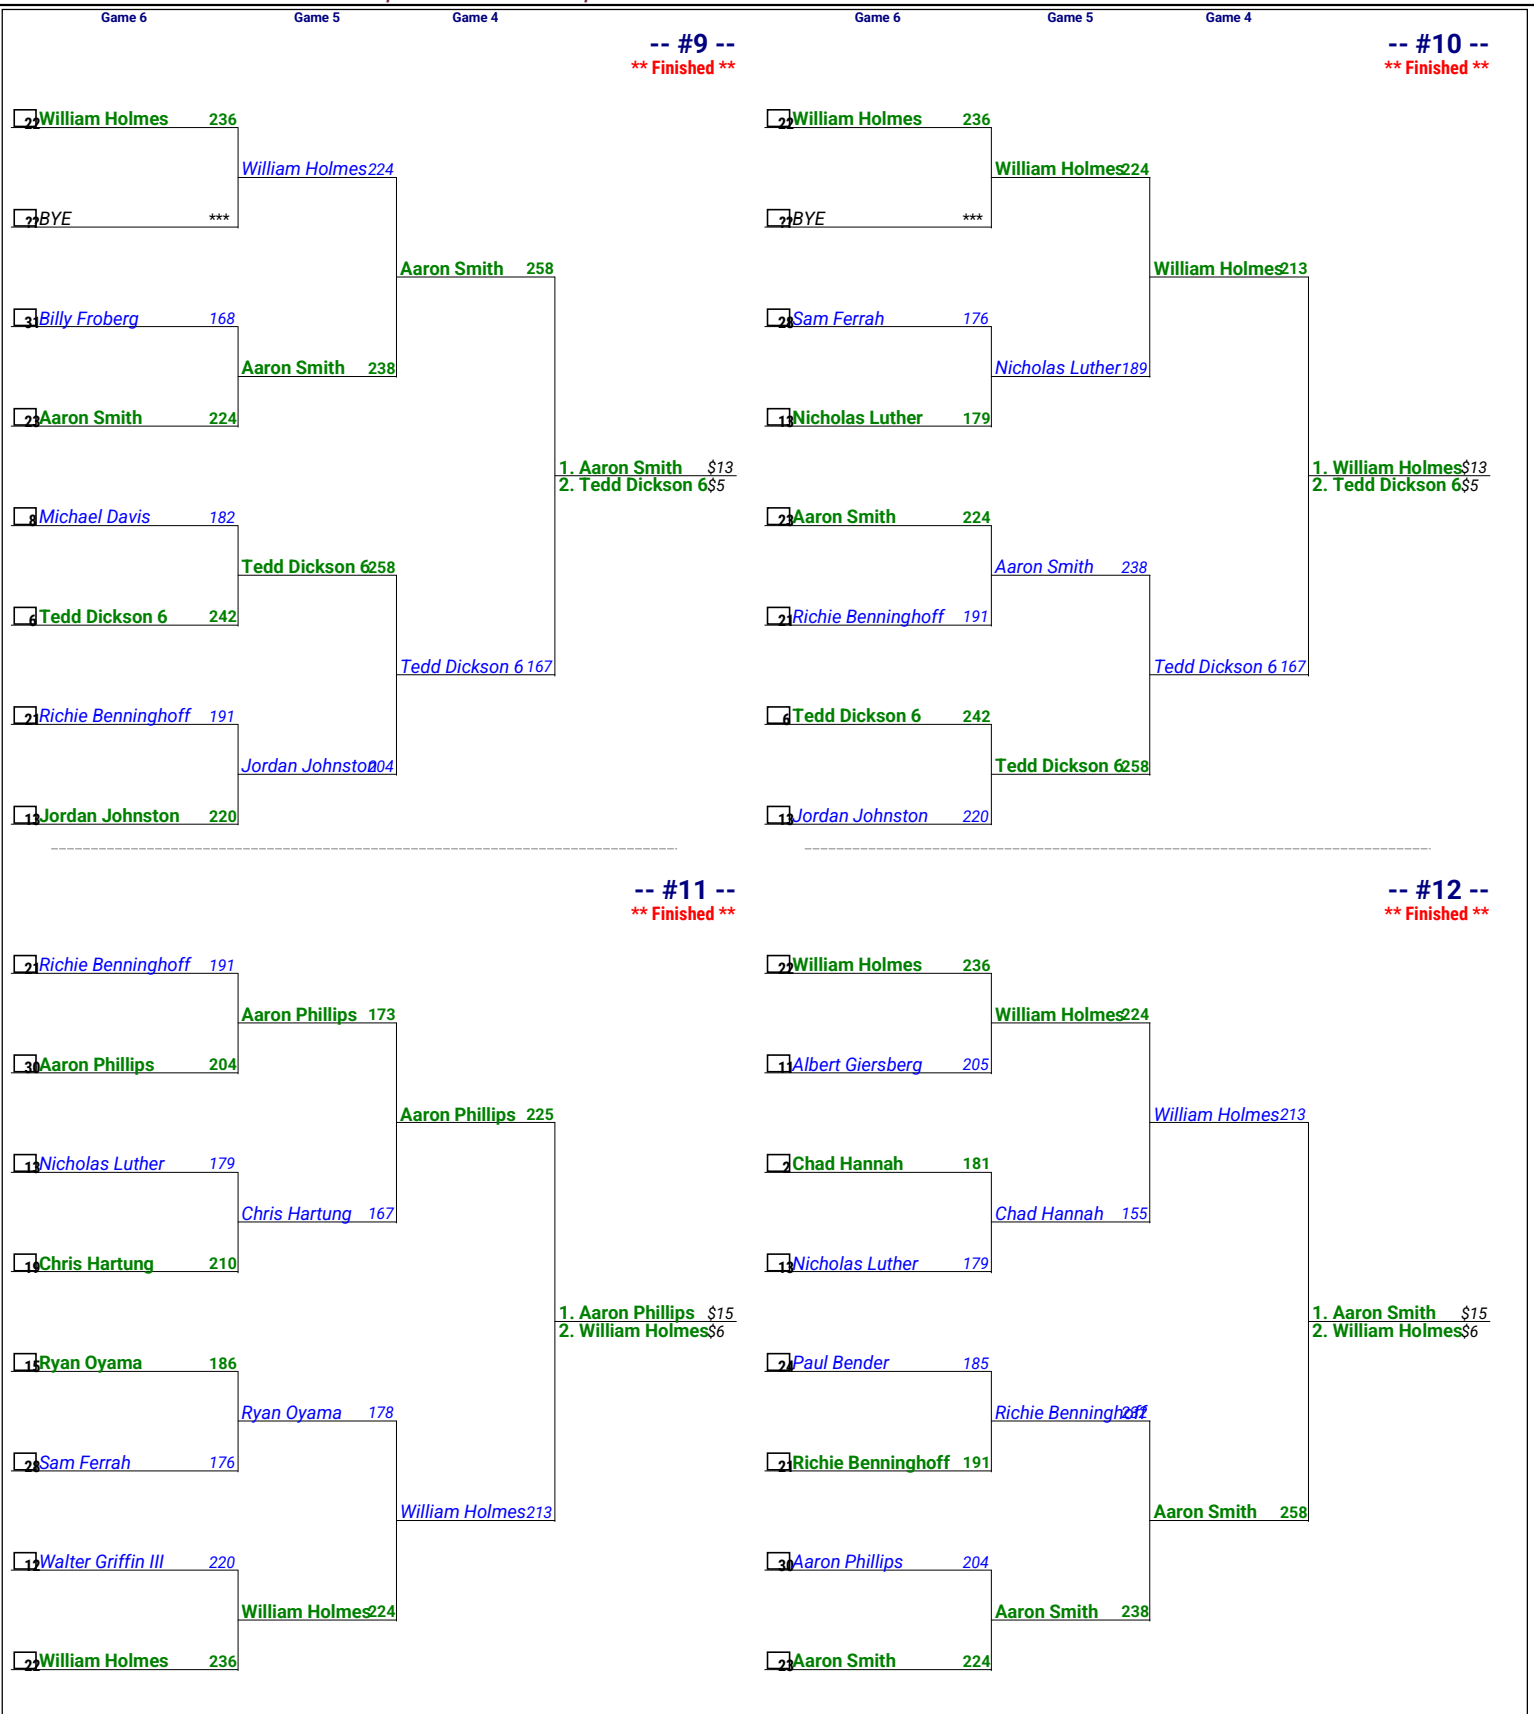 Game 6 Game 5 Game 4 Game 6 Game 5 Game 4
-- #9 --
** Finished **
22 William Holmes 236
William Holmes 224
?? BYE ***
Aaron Smith 258
31 Billy Froberg 168
Aaron Smith 238
23 Aaron Smith 224
1. Aaron Smith $13
2. Tedd Dickson 6 $5
8 Michael Davis 182
Tedd Dickson 6 258
6 Tedd Dickson 6 242
Tedd Dickson 6 167
21 Richie Benninghoff 191
Jordan Johnston 204
13 Jordan Johnston 220
-- #10 --
** Finished **
22 William Holmes 236
William Holmes 224
?? BYE ***
William Holmes 213
28 Sam Ferrah 176
Nicholas Luther 189
13 Nicholas Luther 179
1. William Holmes $13
2. Tedd Dickson 6 $5
23 Aaron Smith 224
Aaron Smith 238
21 Richie Benninghoff 191
Tedd Dickson 6 167
6 Tedd Dickson 6 242
Tedd Dickson 6 258
13 Jordan Johnston 220
-- #11 --
** Finished **
21 Richie Benninghoff 191
Aaron Phillips 173
30 Aaron Phillips 204
Aaron Phillips 225
13 Nicholas Luther 179
Chris Hartung 167
19 Chris Hartung 210
1. Aaron Phillips $15
2. William Holmes $6
15 Ryan Oyama 186
Ryan Oyama 178
28 Sam Ferrah 176
William Holmes 213
12 Walter Griffin III 220
William Holmes 224
22 William Holmes 236
-- #12 --
** Finished **
22 William Holmes 236
William Holmes 224
11 Albert Giersberg 205
William Holmes 213
2 Chad Hannah 181
Chad Hannah 155
13 Nicholas Luther 179
1. Aaron Smith $15
2. William Holmes $6
24 Paul Bender 185
Richie Benninghoff
21 Richie Benninghoff 191
Aaron Smith 258
30 Aaron Phillips 204
Aaron Smith 238
23 Aaron Smith 224